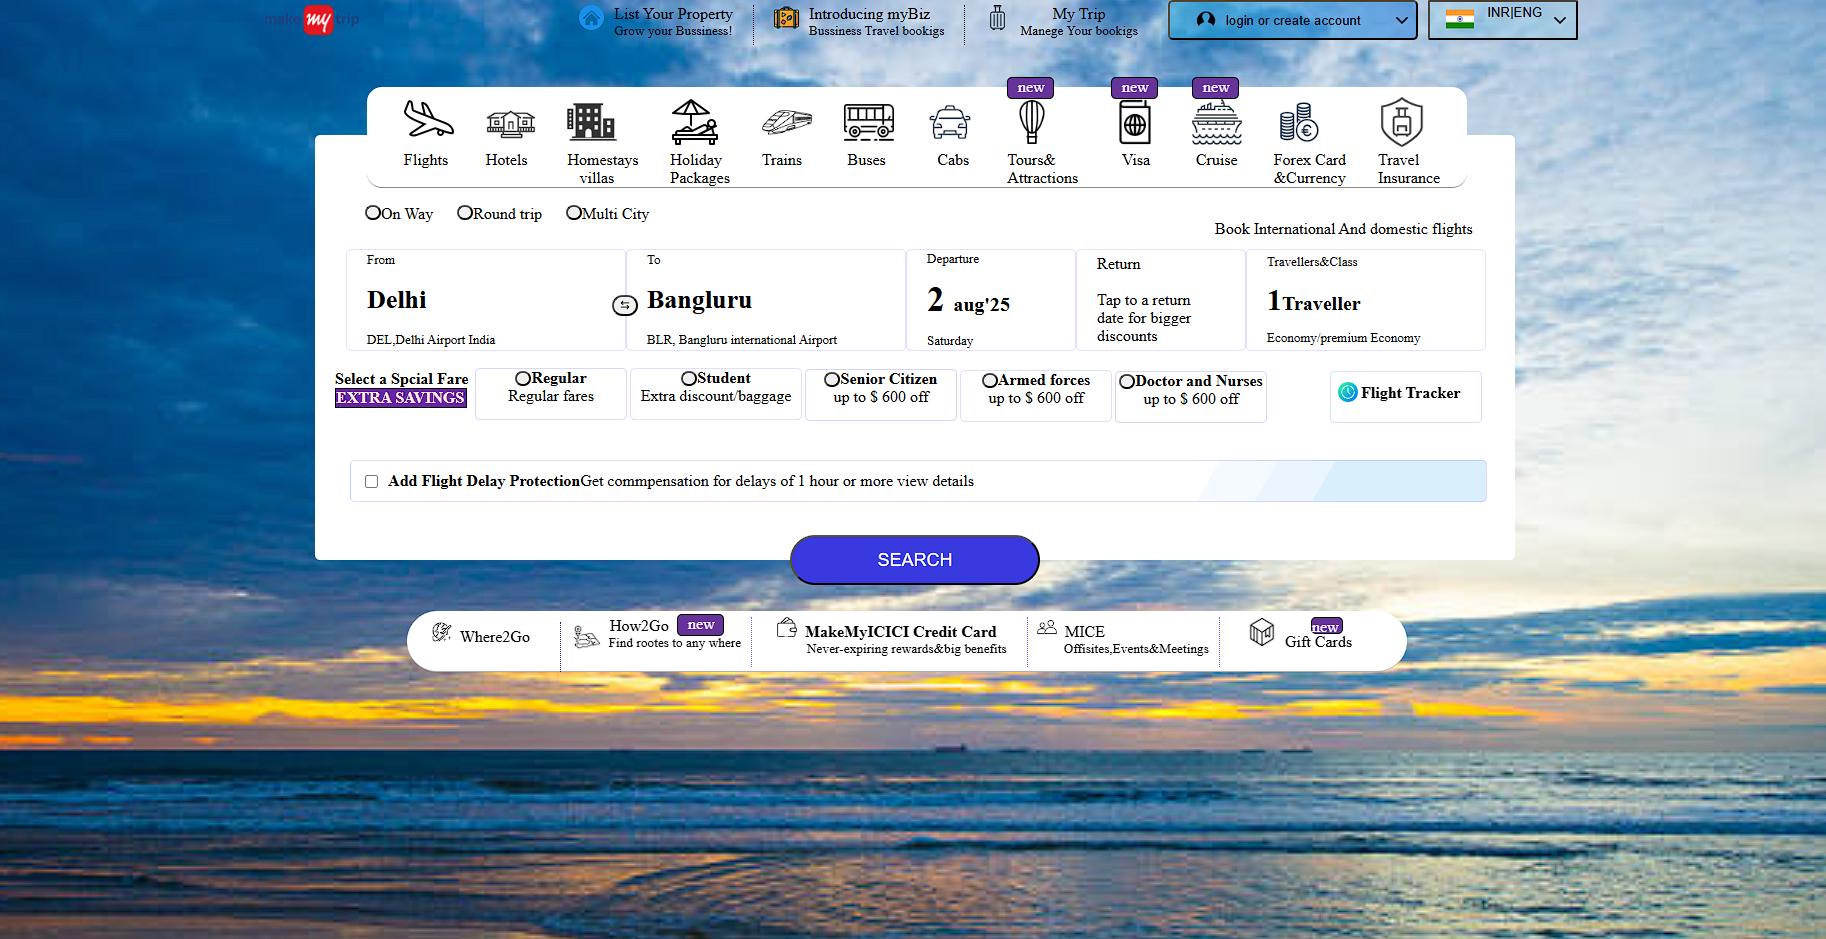 make my trip
List Your Property
Grow your Bussiness!
Introducing myBiz
Bussiness Travel bookigs
My Trip
Manege Your bookigs
login or create account
INR|ENG
new
new
new
Flights
Hotels
Homestays
villas
Holiday
Packages
Trains
Buses
Cabs
Tours&
Attractions
Visa
Cruise
Forex Card
&Currency
Travel
Insurance
On Way
Round trip
Multi City
Book International And domestic flights
From
Delhi
DEL,Delhi Airport India
To
Bangluru
BLR, Bangluru international Airport
Departure
2 aug'25
Saturday
Return
Tap to a return
date for bigger
discounts
Travellers&Class
1Traveller
Economy/premium Economy
Select a Spcial Fare
EXTRA SAVINGS
Regular
Regular fares
Student
Extra discount/baggage
Senior Citizen
up to $ 600 off
Armed forces
up to $ 600 off
Doctor and Nurses
up to $ 600 off
Flight Tracker
Add Flight Delay ProtectionGet commpensation for delays of 1 hour or more view details
SEARCH
Where2Go
How2Go new
Find rootes to any where
MakeMyICICI Credit Card
Never-expiring rewards&big benefits
MICE
Offisites,Events&Meetings
new
Gift Cards